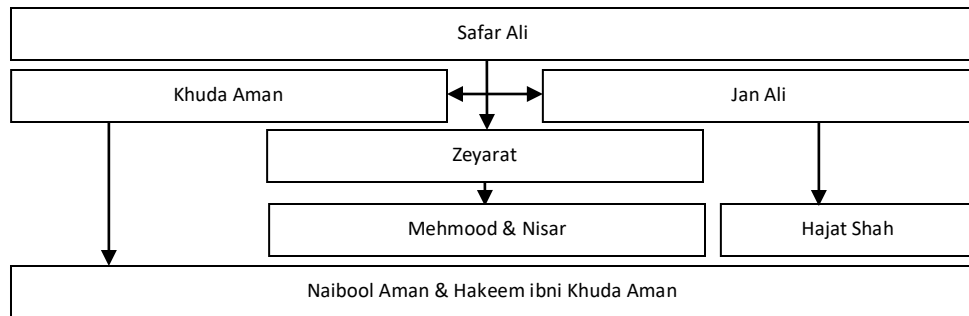 Safar Ali
Khuda Aman
Jan Ali
Zeyarat
Mehmood & Nisar
Hajat Shah
Naibool Aman & Hakeem ibni Khuda Aman